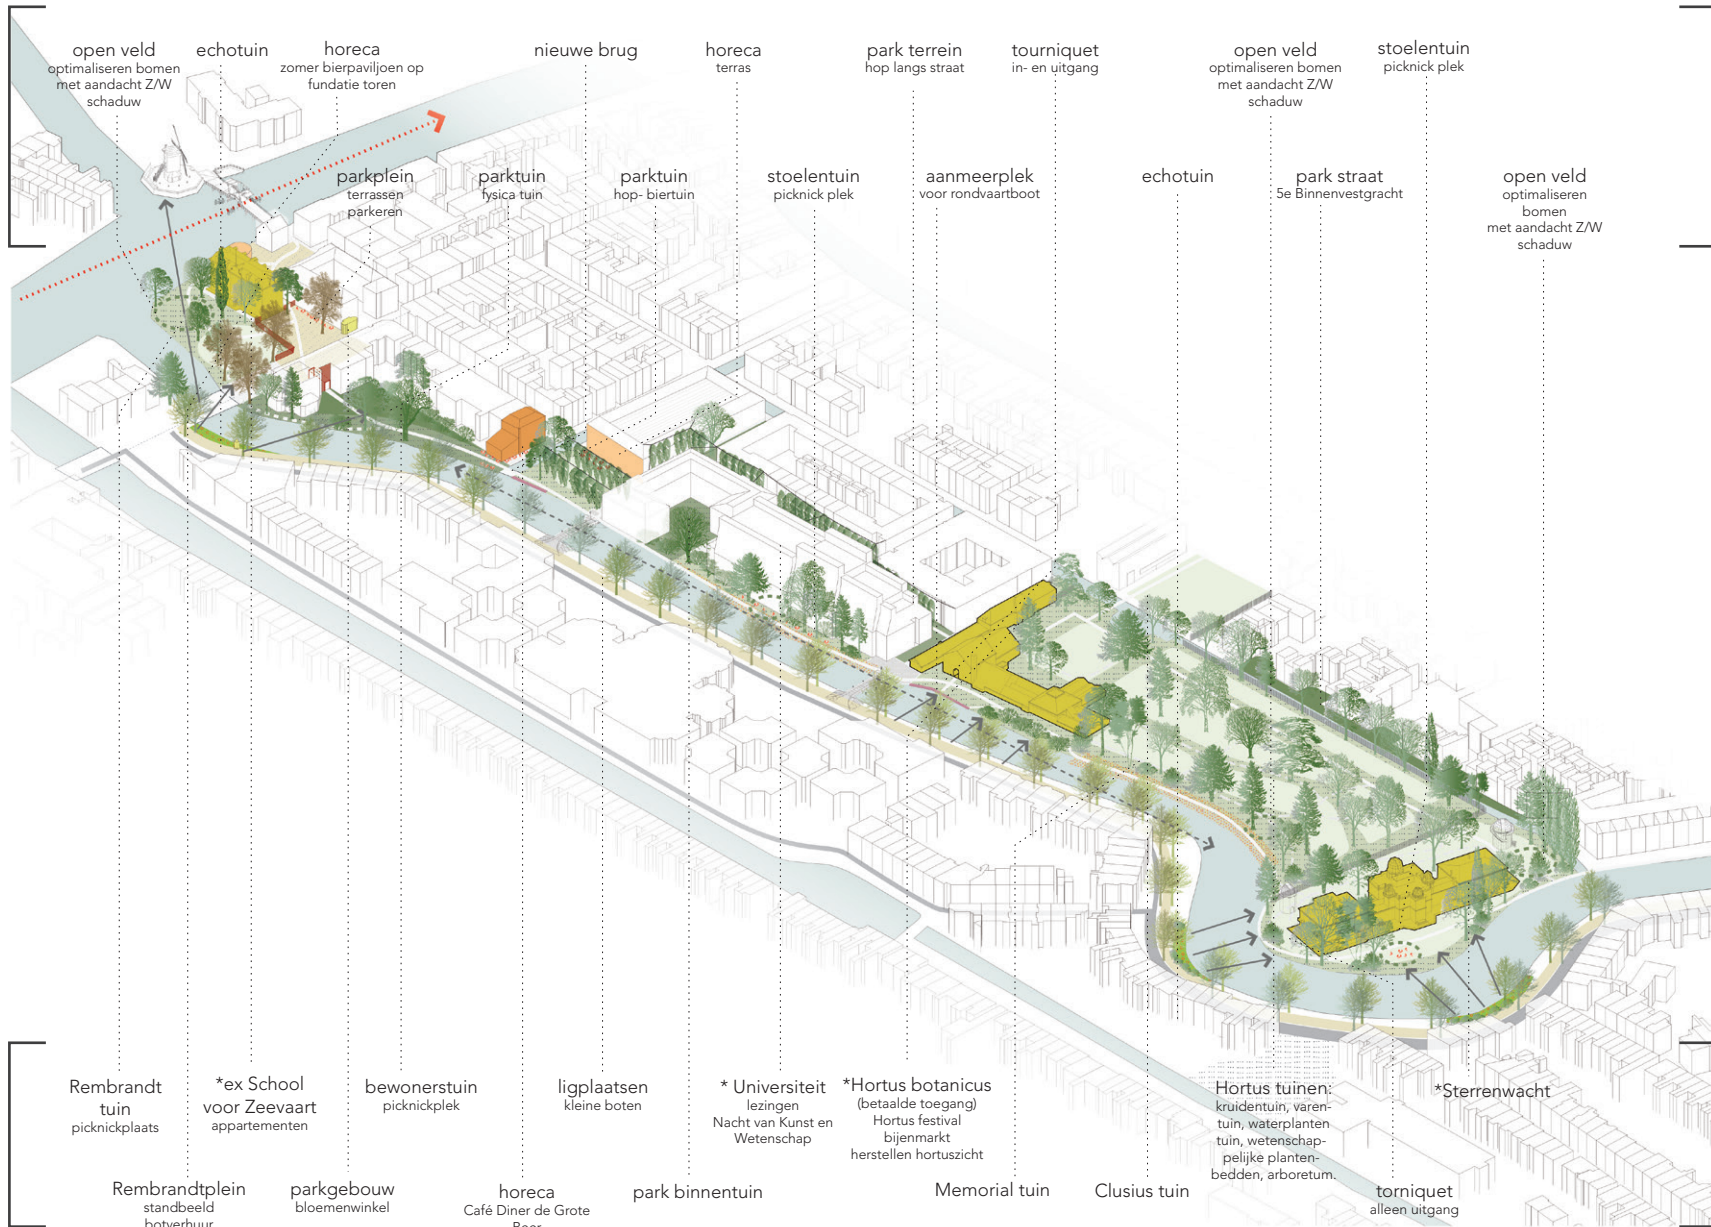 open veld
optimaliseren bomen
met aandacht Z/W
schaduw
echotuin
horeca
zomer bierpaviljoen op
fundatie toren
nieuwe brug
horeca
terras
park terrein
hop langs straat
tourniquet
in- en uitgang
open veld
optimaliseren bomen
met aandacht Z/W
schaduw
stoelentuin
picknick plek
parkplein
terrassen
parkeren
parktuin
fysica tuin
parktuin
hop- biertuin
stoelentuin
picknick plek
aanmeerplek
voor rondvaartboot
echotuin
park straat
5e Binnenvestgracht
open veld
optimaliseren
bomen
met aandacht Z/W
schaduw
Rembrandt
tuin
picknickplaats
*ex School
voor Zeevaart
appartementen
bewonerstuin
picknickplek
ligplaatsen
kleine boten
* Universiteit
lezingen
Nacht van Kunst en
Wetenschap
*Hortus botanicus
(betaalde toegang)
Hortus festival
bijenmarkt
herstellen hortuszicht
Hortus tuinen:
kruidentuin, varen-
tuin, waterplanten
tuin, wetenschap-
pelijke planten-
bedden, arboretum.
*Sterrenwacht
Rembrandtplein
standbeeld
botverhuur
parkgebouw
bloemenwinkel
horeca
Café Diner de Grote
Beer
park binnentuin
Memorial tuin
Clusius tuin
torniquet
alleen uitgang